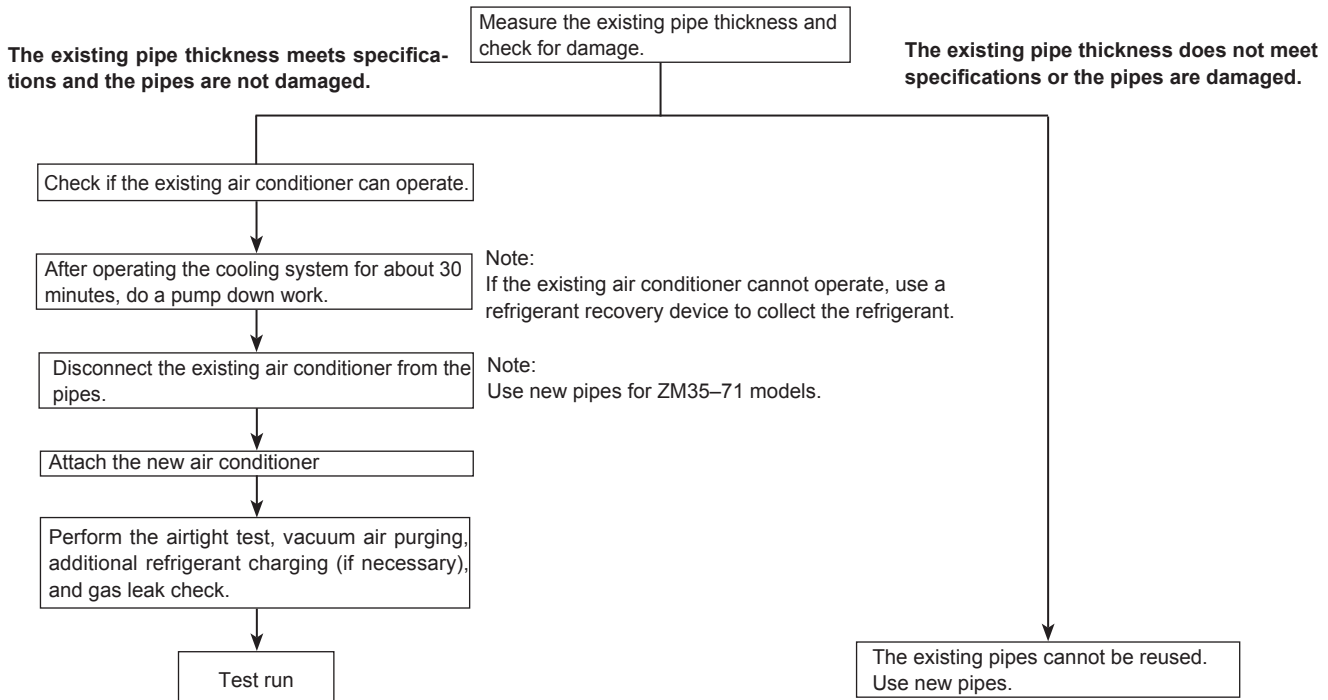 Measure the existing pipe thickness and
check for damage.
The existing pipe thickness meets specifica-
tions and the pipes are not damaged.
The existing pipe thickness does not meet
specifications or the pipes are damaged.
Check if the existing air conditioner can operate.
After operating the cooling system for about 30
minutes, do a pump down work.
Note:
If the existing air conditioner cannot operate, use a
refrigerant recovery device to collect the refrigerant.
Disconnect the existing air conditioner from the
pipes.
Note:
Use new pipes for ZM35–71 models.
Attach the new air conditioner
Perform the airtight test, vacuum air purging,
additional refrigerant charging (if necessary),
and gas leak check.
Test run
The existing pipes cannot be reused.
Use new pipes.